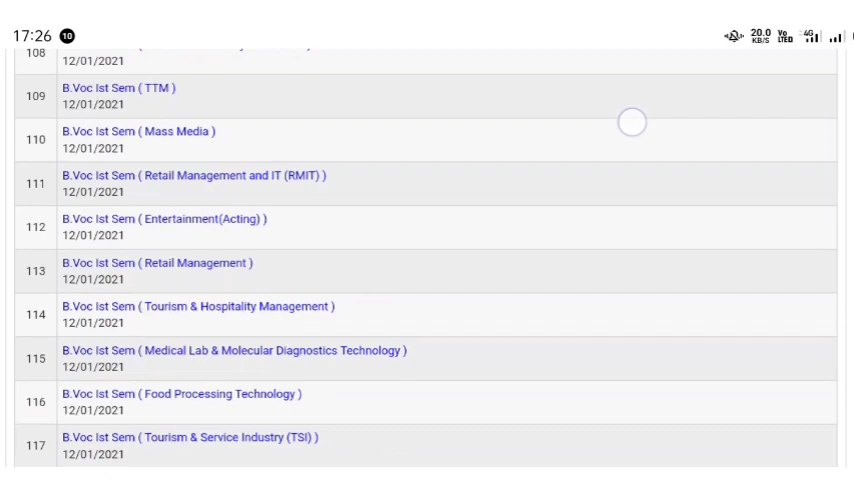 17:26 10 20.0 KB/S Vo LTED 4G
108
12/01/2021
109 B.Voc Ist Sem ( TTM )
12/01/2021
110 B.Voc Ist Sem ( Mass Media )
12/01/2021
111 B.Voc Ist Sem ( Retail Management and IT (RMIT) )
12/01/2021
112 B.Voc Ist Sem ( Entertainment(Acting) )
12/01/2021
113 B.Voc Ist Sem ( Retail Management )
12/01/2021
114 B.Voc Ist Sem ( Tourism & Hospitality Management )
12/01/2021
115 B.Voc Ist Sem ( Medical Lab & Molecular Diagnostics Technology )
12/01/2021
116 B.Voc Ist Sem ( Food Processing Technology )
12/01/2021
117 B.Voc Ist Sem ( Tourism & Service Industry (TSI) )
12/01/2021